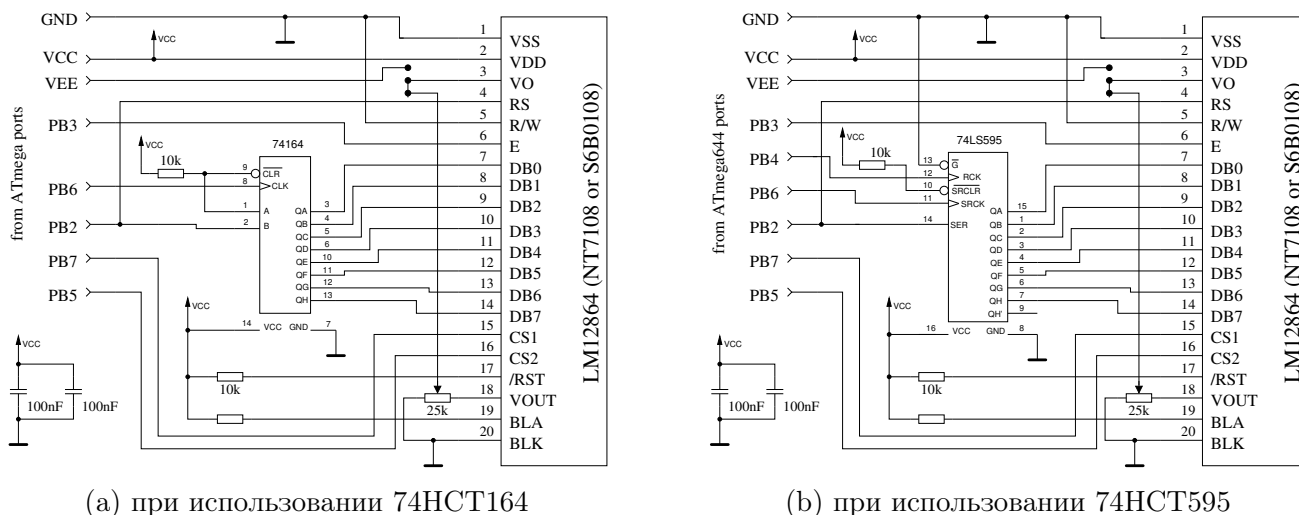 GND
VCC
VEE
PB3
PB6
PB2
PB7
PB5
from ATmega ports
VCC
VCC
10k
74164
9
CLR
8
CLK
1
A
2
B
QA
3
QB
4
QC
5
QD
6
QE
10
QF
11
QG
12
QH
13
14
VCC
GND
7
VCC
10k
VCC
100nF
100nF
25k
1
VSS
2
VDD
3
VO
4
RS
5
R/W
6
E
7
DB0
8
DB1
9
DB2
10
DB3
11
DB4
12
DB5
13
DB6
14
DB7
15
CS1
16
CS2
17
/RST
18
VOUT
19
BLA
20
BLK
LM12864 (NT7108 or S6B0108)
(a) при использовании 74HCT164
GND
VCC
VEE
PB3
PB4
PB6
PB2
PB7
PB5
from ATmega644 ports
VCC
VCC
10k
74LS595
13
G
12
RCK
10
SRCLR
11
SRCK
14
SER
QA
15
QB
1
QC
2
QD
3
QE
4
QF
5
QG
6
QH
7
QH'
9
16
VCC
GND
8
VCC
10k
VCC
100nF
100nF
25k
1
VSS
2
VDD
3
VO
4
RS
5
R/W
6
E
7
DB0
8
DB1
9
DB2
10
DB3
11
DB4
12
DB5
13
DB6
14
DB7
15
CS1
16
CS2
17
/RST
18
VOUT
19
BLA
20
BLK
LM12864 (NT7108 or S6B0108)
(b) при использовании 74HCT595